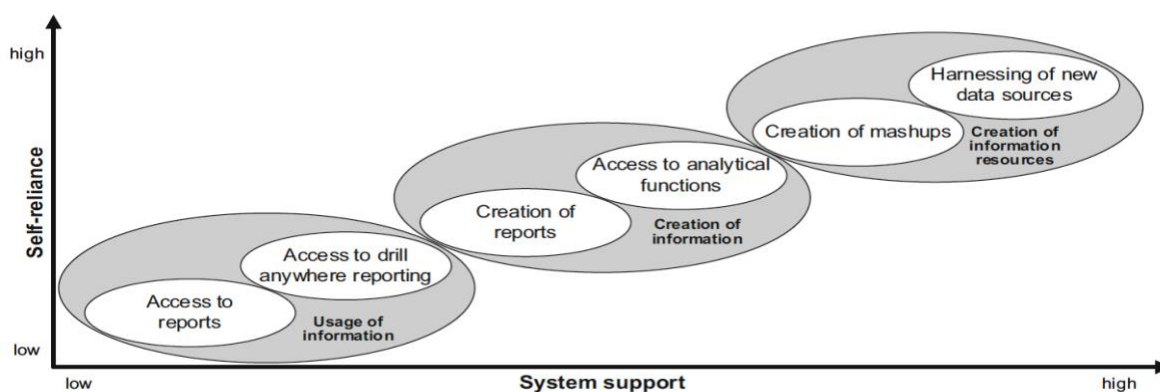 high
Self-reliance
low
Harnessing of new
data sources
Creation of mashups
Creation of
information
resources
Access to analytical
functions
Creation of
reports
Creation of
information
Access to drill
anywhere reporting
Access to
reports
Usage of
information
low
System support
high